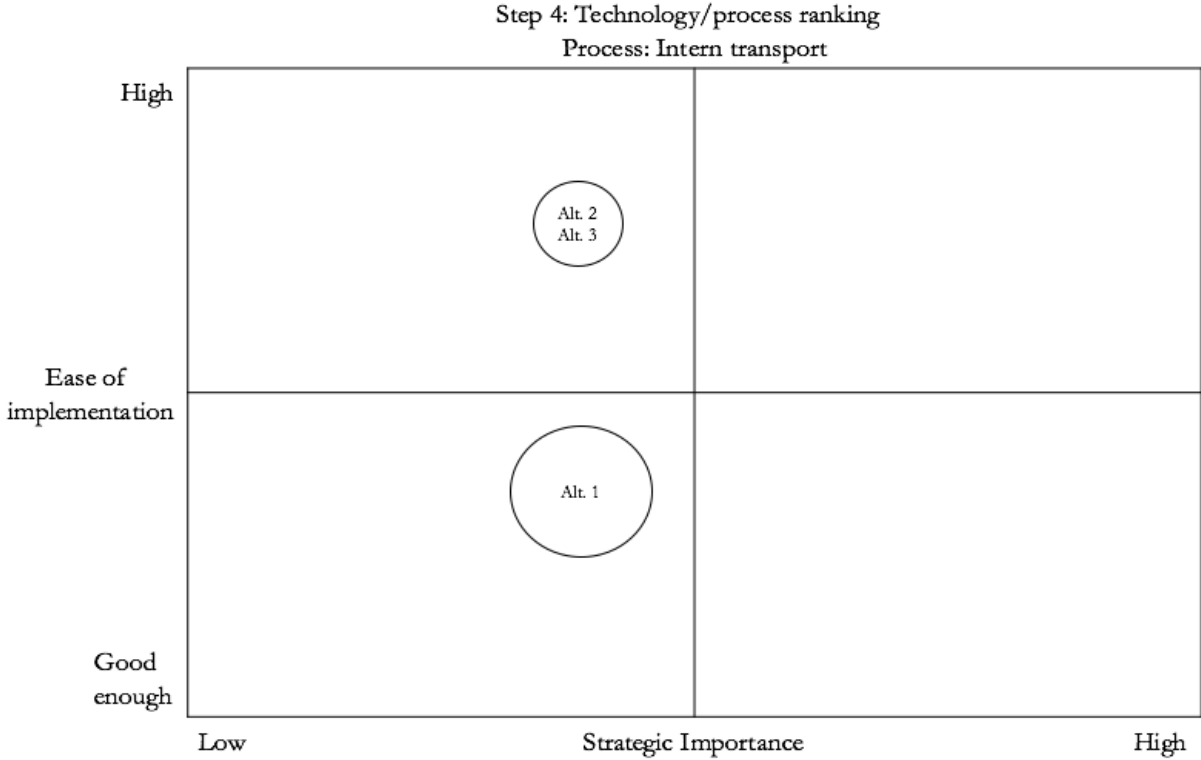 Step 4: Technology/process ranking
Process: Intern transport
High
Alt. 2
Alt. 3
Ease of
implementation
Alt. 1
Good
enough
Low
Strategic Importance
High